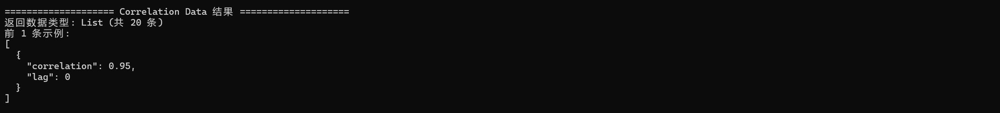 ==================== Correlation Data 结果 ====================
返回数据类型: List (共 20 条)
前 1 条示例:
[
  {
    "correlation": 0.95,
    "lag": 0
  }
]